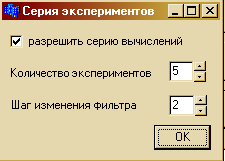 Серия экспериментов
разрешить серию вычислений
Количество экспериментов 5
Шаг изменения фильтра 2
OK